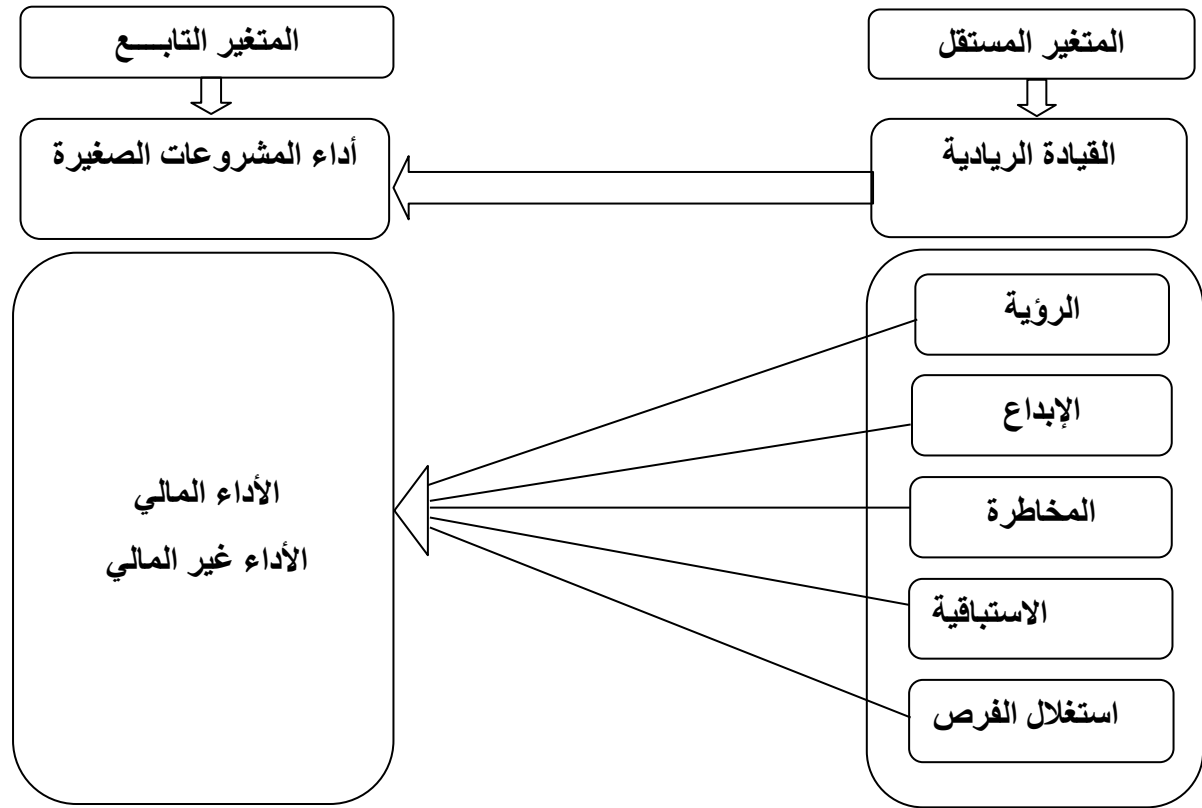 المتغير المستقل
المتغير التابـــــع
القيادة الريادية
أداء المشروعات الصغيرة
الرؤية
الإبداع
المخاطرة
الاستباقية
استغلال الفرص
الأداء المالي
الأداء غير المالي